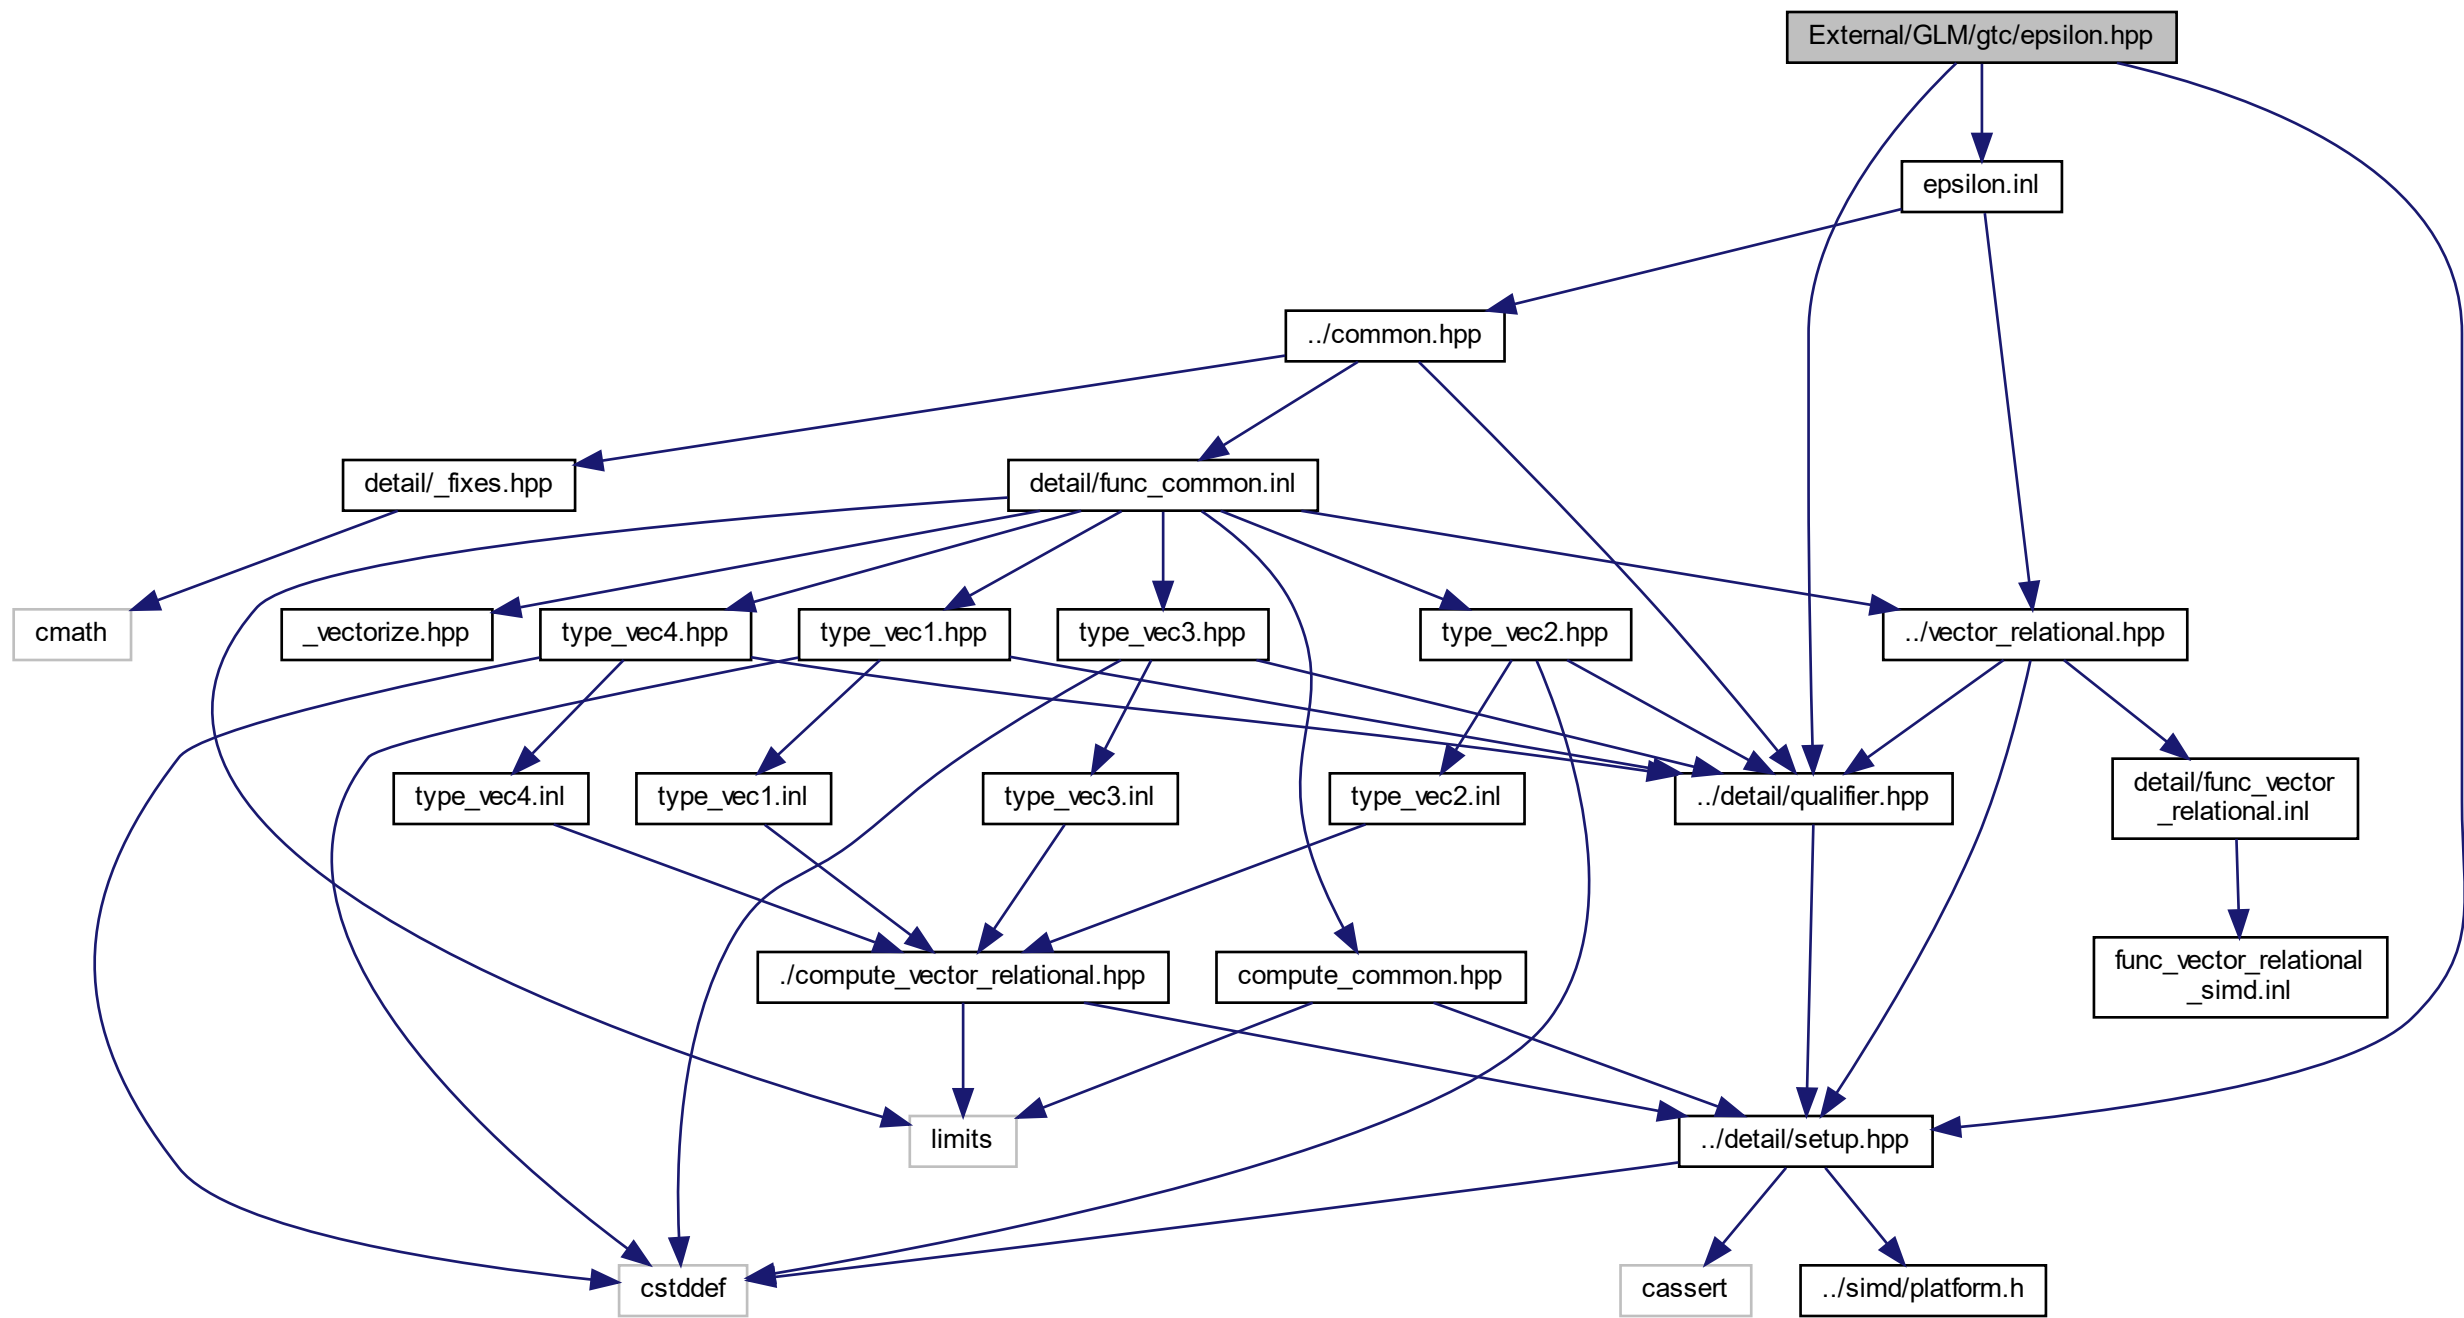 External/GLM/gtc/epsilon.hpp
epsilon.inl
../common.hpp
detail/_fixes.hpp
detail/func_common.inl
cmath
_vectorize.hpp
type_vec4.hpp
type_vec1.hpp
type_vec3.hpp
type_vec2.hpp
../vector_relational.hpp
type_vec4.inl
type_vec1.inl
type_vec3.inl
type_vec2.inl
../detail/qualifier.hpp
detail/func_vector
_relational.inl
./compute_vector_relational.hpp
compute_common.hpp
func_vector_relational
_simd.inl
limits
../detail/setup.hpp
cstddef
cassert
../simd/platform.h